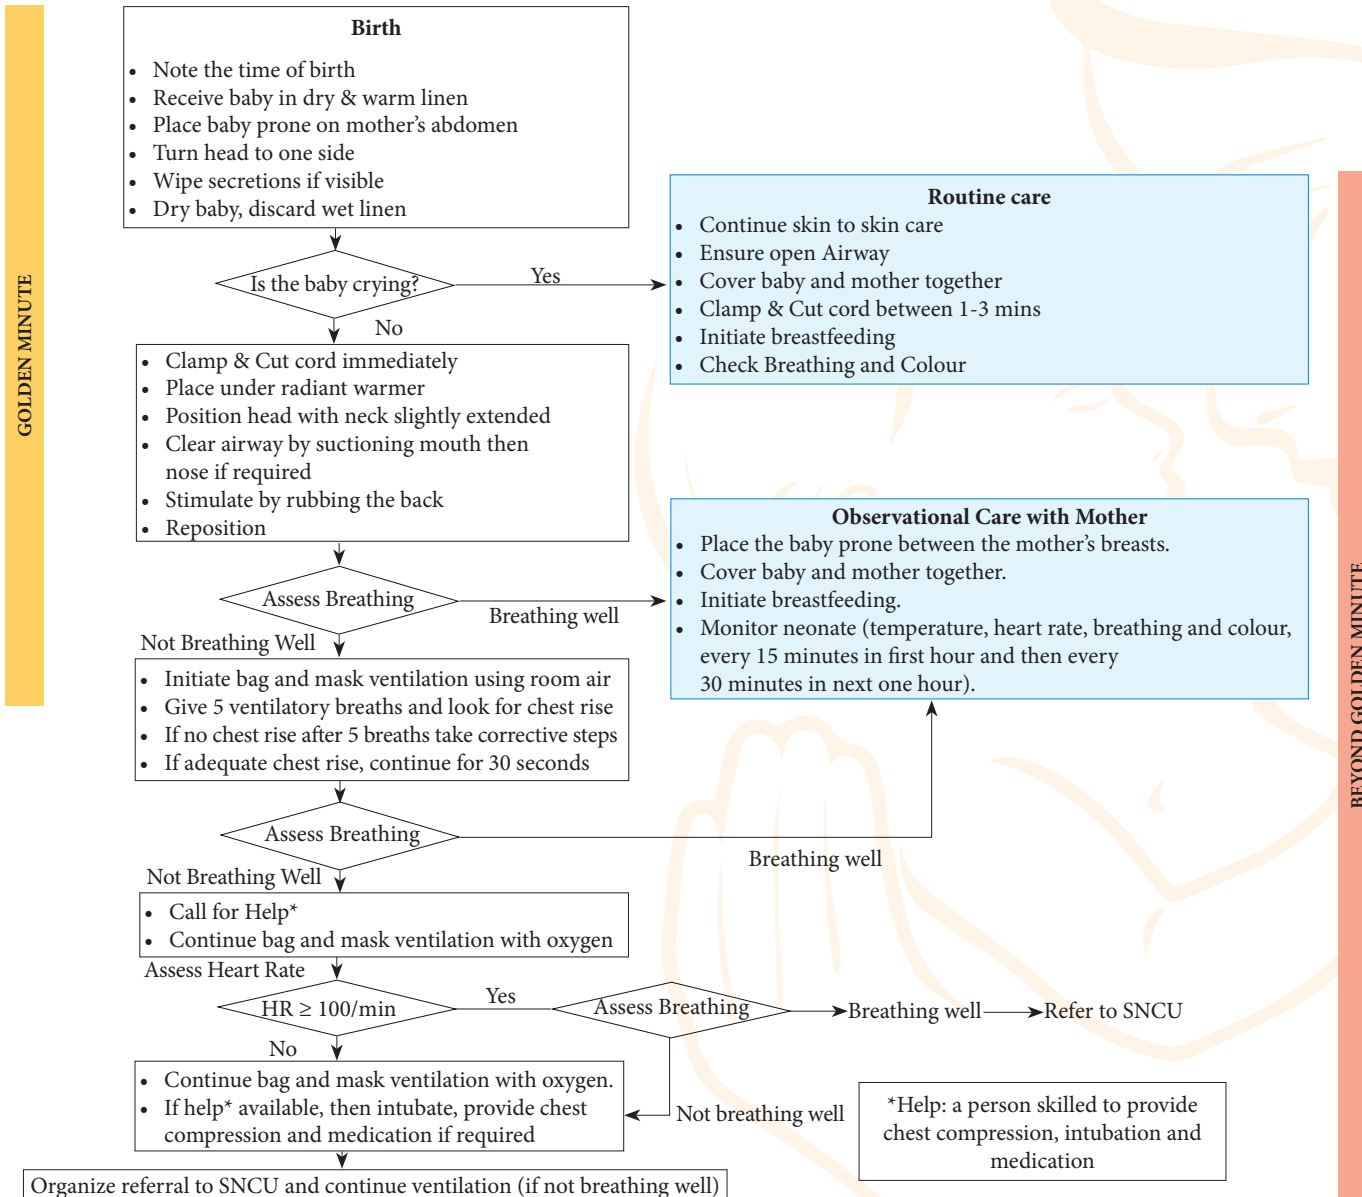 GOLDEN MINUTE
Birth
• Note the time of birth
• Receive baby in dry & warm linen
• Place baby prone on mother's abdomen
• Turn head to one side
• Wipe secretions if visible
• Dry baby, discard wet linen
Is the baby crying?
Yes
No
Routine care
• Continue skin to skin care
• Ensure open Airway
• Cover baby and mother together
• Clamp & Cut cord between 1-3 mins
• Initiate breastfeeding
• Check Breathing and Colour
• Clamp & Cut cord immediately
• Place under radiant warmer
• Position head with neck slightly extended
• Clear airway by suctioning mouth then
nose if required
• Stimulate by rubbing the back
• Reposition
Assess Breathing
Breathing well
Not Breathing Well
Observational Care with Mother
• Place the baby prone between the mother's breasts.
• Cover baby and mother together.
• Initiate breastfeeding.
• Monitor neonate (temperature, heart rate, breathing and colour,
every 15 minutes in first hour and then every
30 minutes in next one hour).
• Initiate bag and mask ventilation using room air
• Give 5 ventilatory breaths and look for chest rise
• If no chest rise after 5 breaths take corrective steps
• If adequate chest rise, continue for 30 seconds
Assess Breathing
Breathing well
Not Breathing Well
• Call for Help*
• Continue bag and mask ventilation with oxygen
Assess Heart Rate
HR ≥ 100/min
Yes
Assess Breathing
Breathing well
Refer to SNCU
No
• Continue bag and mask ventilation with oxygen.
• If help* available, then intubate, provide chest
compression and medication if required
Not breathing well
*Help: a person skilled to provide
chest compression, intubation and
medication
Organize referral to SNCU and continue ventilation (if not breathing well)
BEYOND GOLDEN MINUTE